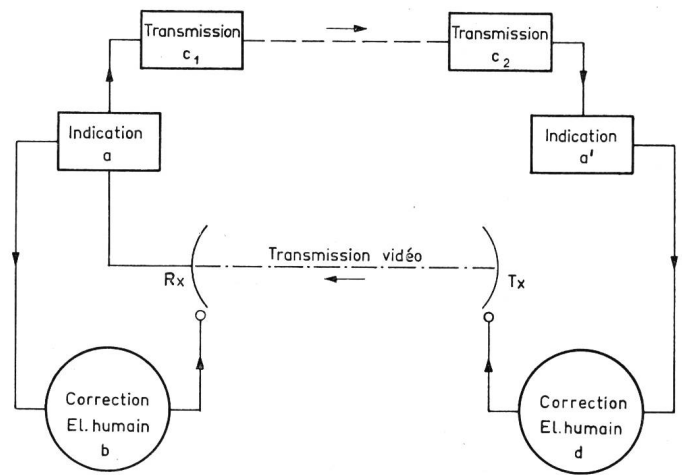 Transmission
c1
Transmission
c2
Indication
a
Indication
a'
Transmission vidéo
Rx
Tx
Correction
El.humain
b
Correction
El.humain
d